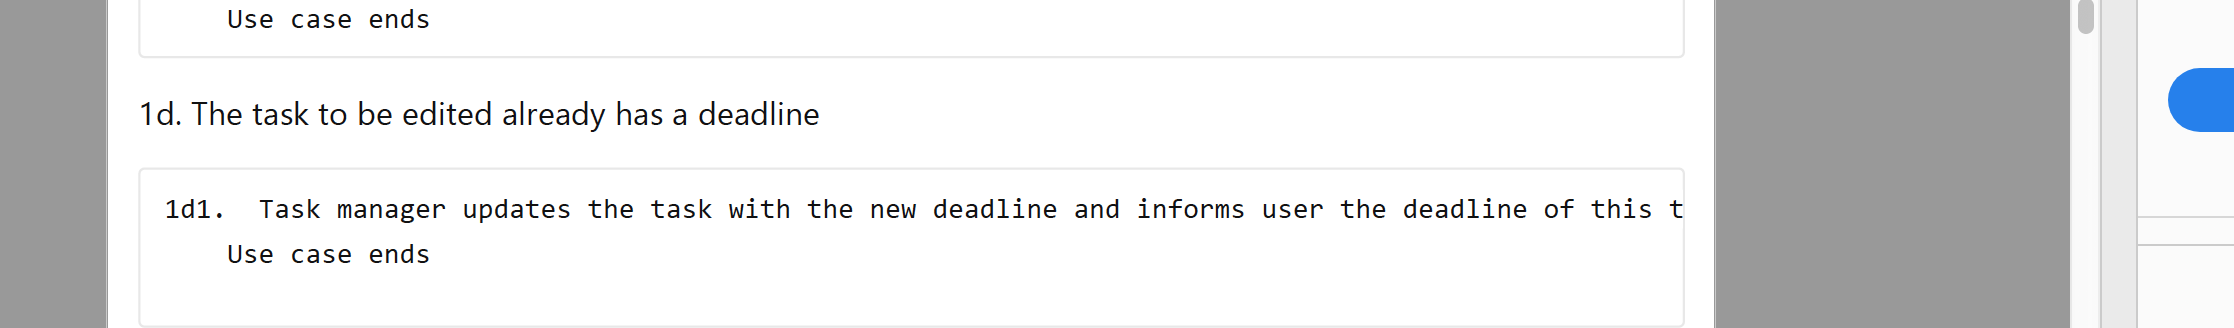 Use case ends
1d. The task to be edited already has a deadline
1d1.  Task manager updates the task with the new deadline and informs user the deadline of this t
Use case ends